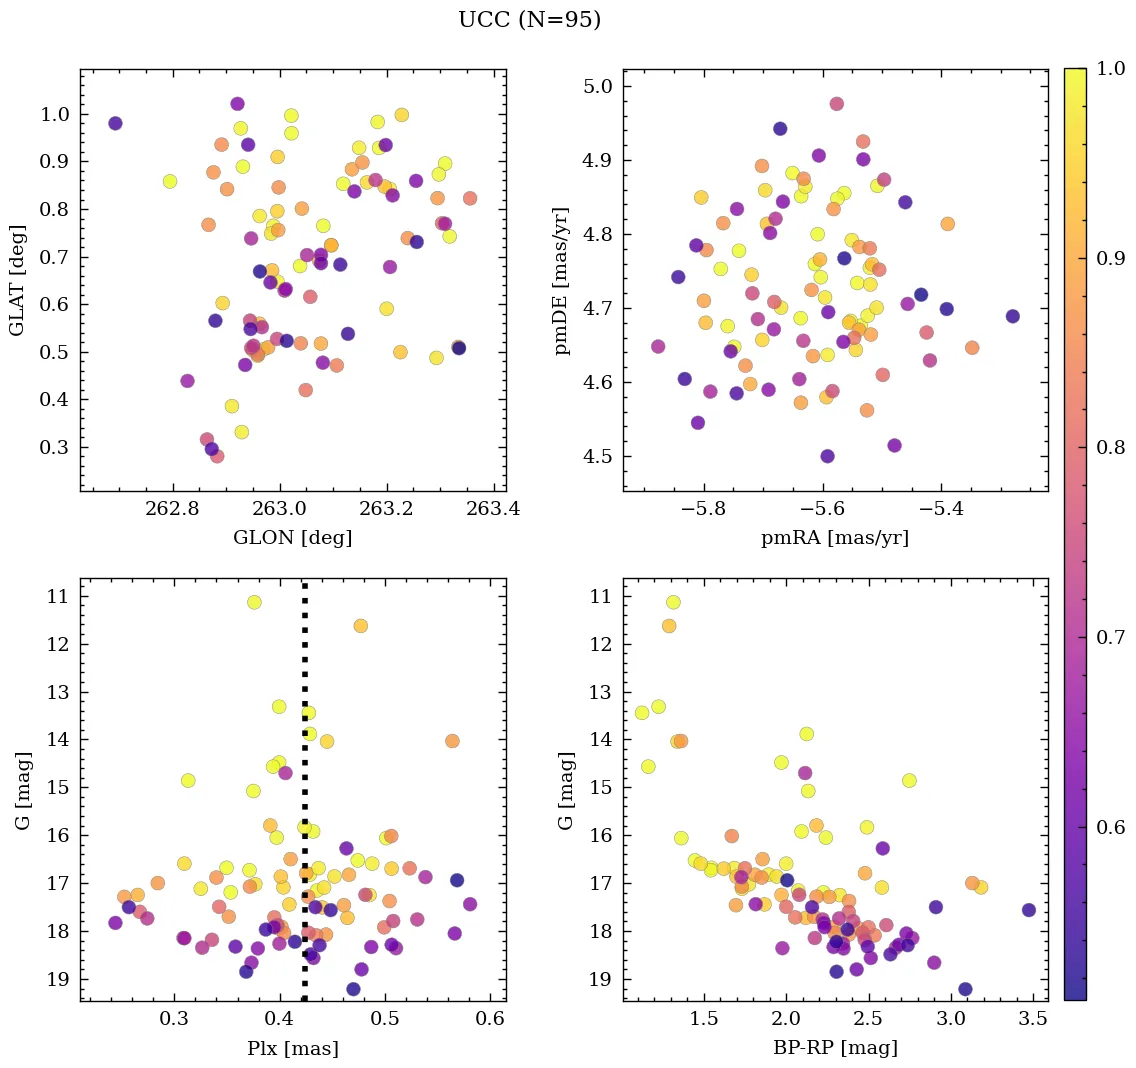 UCC (N=95)
1.0
0.9
0.8
0.7
0.6
0.5
0.4
0.3
GLAT [deg]
262.8 263.0 263.2 263.4
GLON [deg]
5.0
4.9
4.8
4.7
4.6
4.5
pmDE [mas/yr]
−5.8 −5.6 −5.4
pmRA [mas/yr]
1.0
0.9
0.8
0.7
0.6
11
12
13
14
15
16
17
18
19
G [mag]
0.3 0.4 0.5 0.6
Plx [mas]
11
12
13
14
15
16
17
18
19
G [mag]
1.5 2.0 2.5 3.0 3.5
BP-RP [mag]